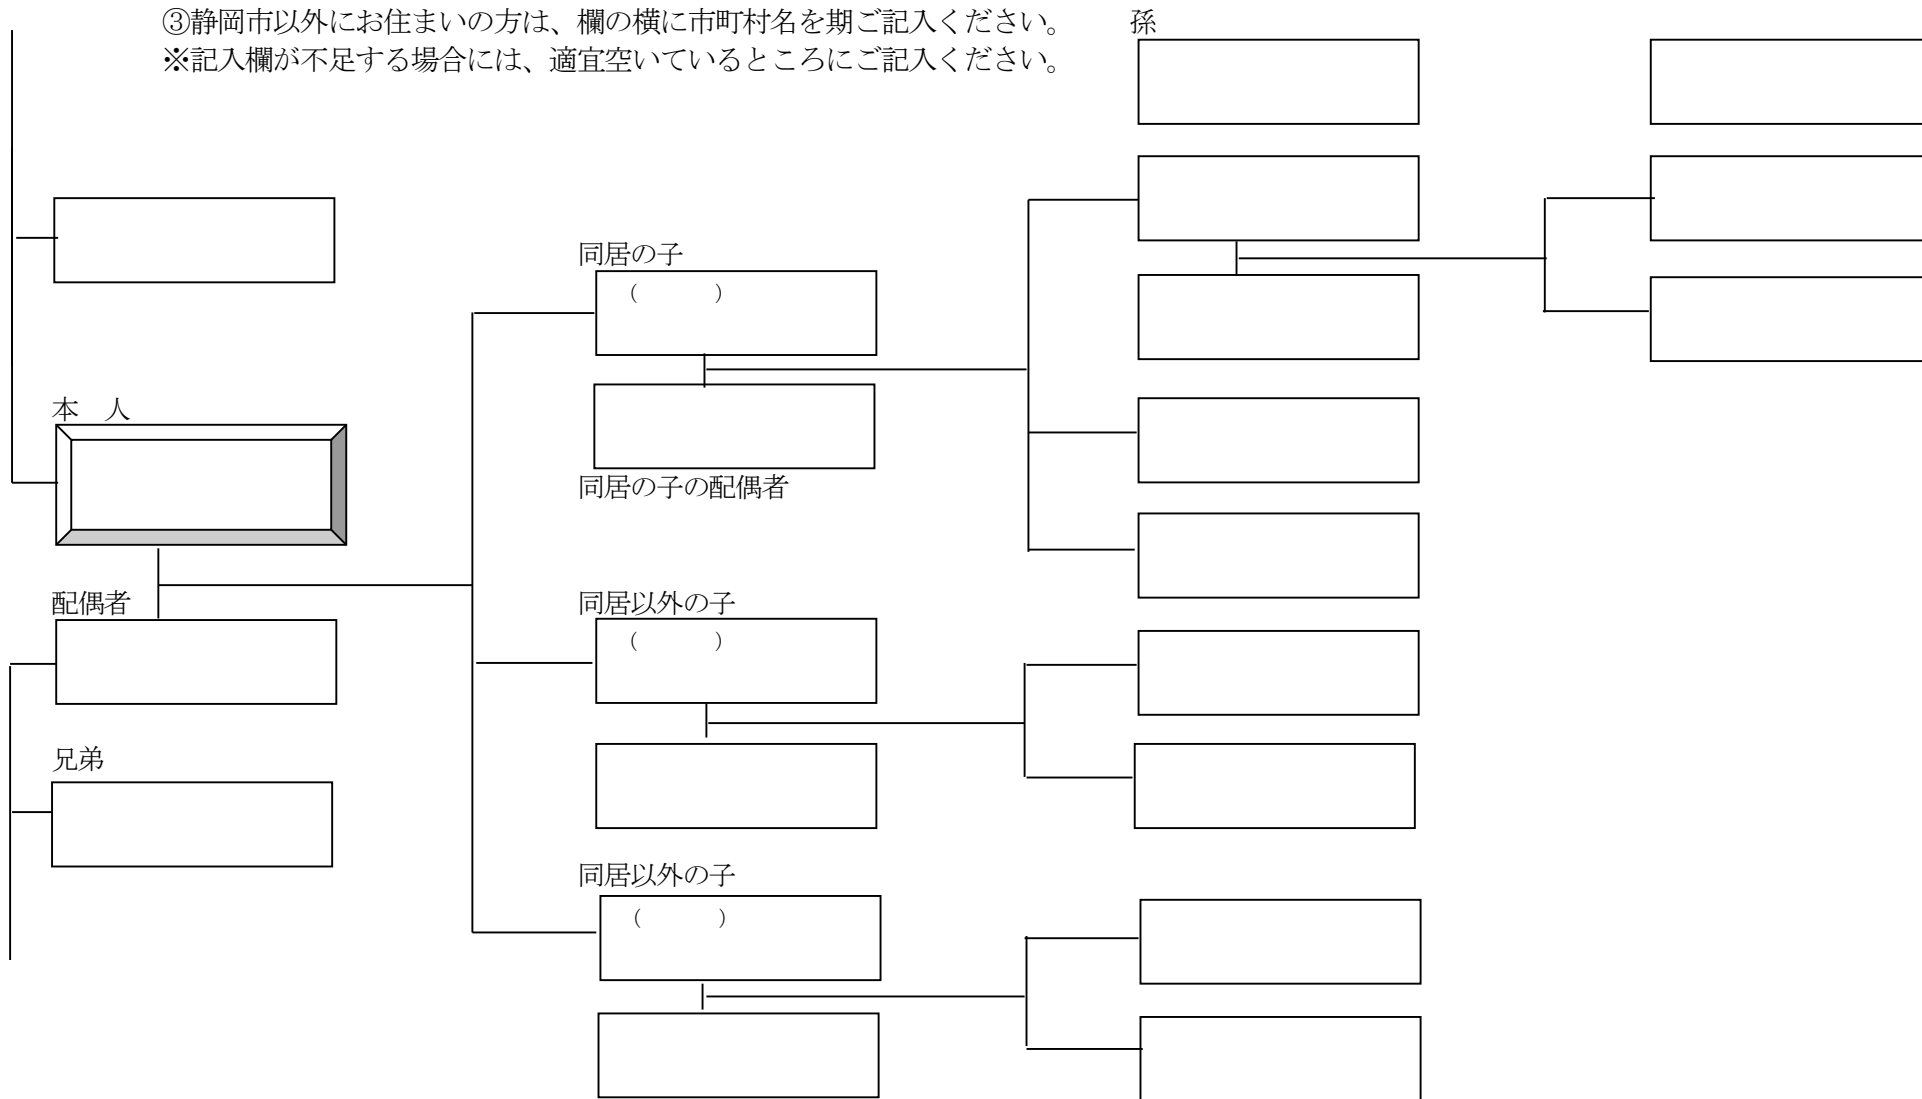 ③静岡市以外にお住まいの方は、欄の横に市町村名を期ご記入ください。
孫
※記入欄が不足する場合には、適宜空いているところにご記入ください。
同居の子
（　　　）
本　人
同居の子の配偶者
配偶者
同居以外の子
（　　　）
兄弟
同居以外の子
（　　　）